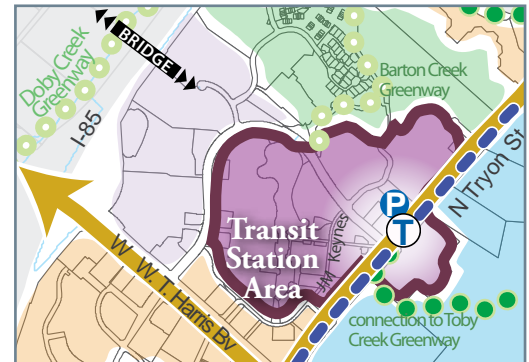 BRIDGE
Doby Creek
Greenway
I-85
Barton Creek
Greenway
N Tryon St
P
T
JM Keynes
Transit
Station
Area
W W. T. Harris Bv
connection to Toby
Creek Greenway